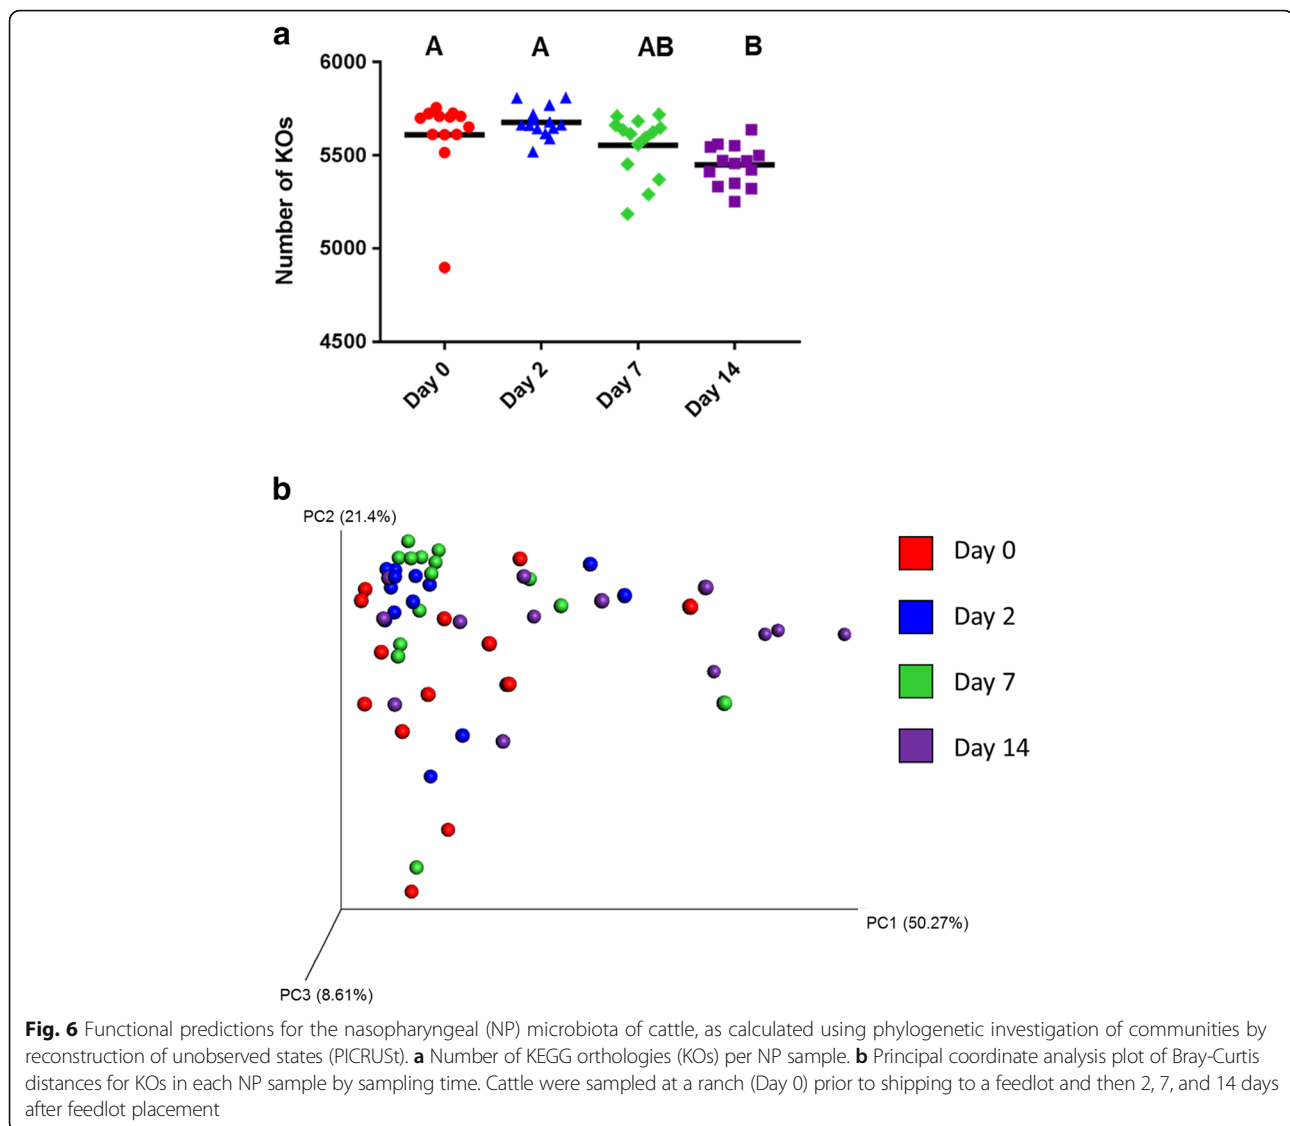 a
A A AB B
6000
5500
5000
4500
Number of KOs
Day 0
Day 2
Day 7
Day 14
b
PC2 (21.4%)
Day 0
Day 2
Day 7
Day 14
PC1 (50.27%)
PC3 (8.61%)
Fig. 6 Functional predictions for the nasopharyngeal (NP) microbiota of cattle, as calculated using phylogenetic investigation of communities by
reconstruction of unobserved states (PICRUSt). a Number of KEGG orthologies (KOs) per NP sample. b Principal coordinate analysis plot of Bray-Curtis
distances for KOs in each NP sample by sampling time. Cattle were sampled at a ranch (Day 0) prior to shipping to a feedlot and then 2, 7, and 14 days
after feedlot placement